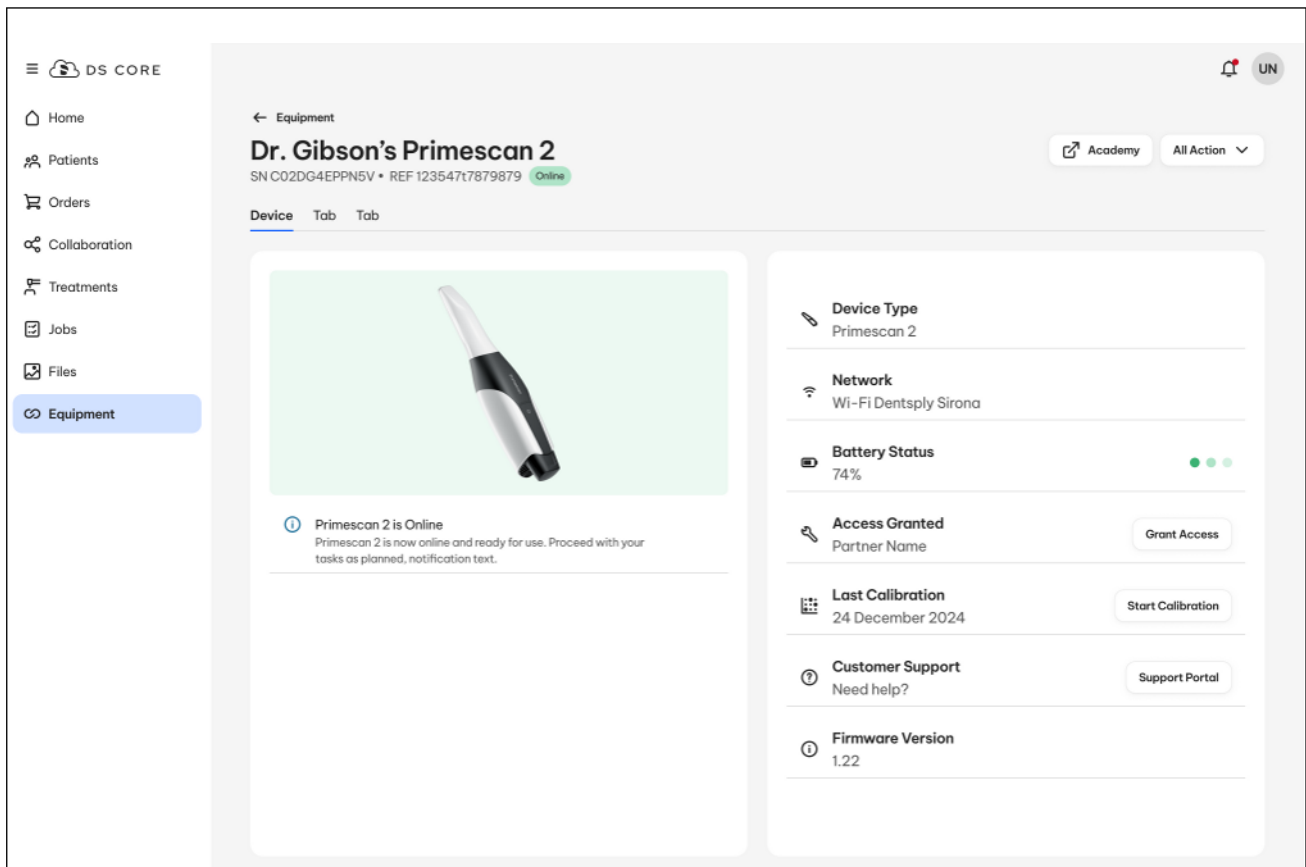 DS CORE
UN
Home
Patients
Orders
Collaboration
Treatments
Jobs
Files
Equipment
← Equipment
Dr. Gibson's Primescan 2
SN C02DG4EPPN5V • REF 123547t7879879 Online
Academy
All Action
Device Tab Tab
Primescan 2 is Online
Primescan 2 is now online and ready for use. Proceed with your
tasks as planned, notification text.
Device Type
Primescan 2
Network
Wi-Fi Dentsply Sirona
Battery Status
74%
Access Granted
Partner Name
Grant Access
Last Calibration
24 December 2024
Start Calibration
Customer Support
Need help?
Support Portal
Firmware Version
1.22